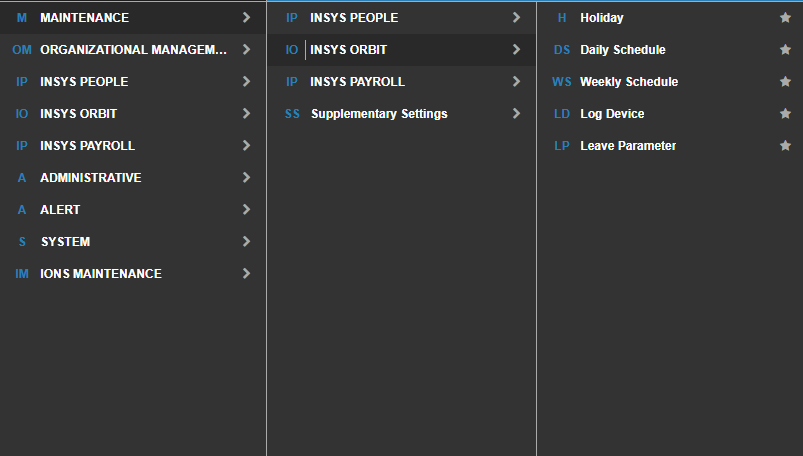 M MAINTENANCE
OM ORGANIZATIONAL MANAGEM...
IP INSYS PEOPLE
IO INSYS ORBIT
IP INSYS PAYROLL
A ADMINISTRATIVE
A ALERT
S SYSTEM
IM IONS MAINTENANCE
IP INSYS PEOPLE
IO INSYS ORBIT
IP INSYS PAYROLL
SS Supplementary Settings
H Holiday
DS Daily Schedule
WS Weekly Schedule
LD Log Device
LP Leave Parameter